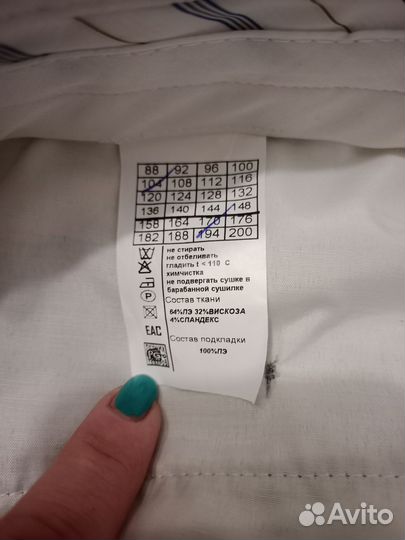 88 92 96 100
104 108 112 116
120 124 128 132
136 140 144 148
158 164 170 176
182 188 194 200
не стирать
не отбеливать
гладить t < 110 С
химчистка
не подвергать сушке в
барабанной сушилке
Состав ткани
64%ПЭ 32%ВИСКОЗА
4%СПАНДЕКС
EAC
Состав подкладки
100%ПЭ
Avito